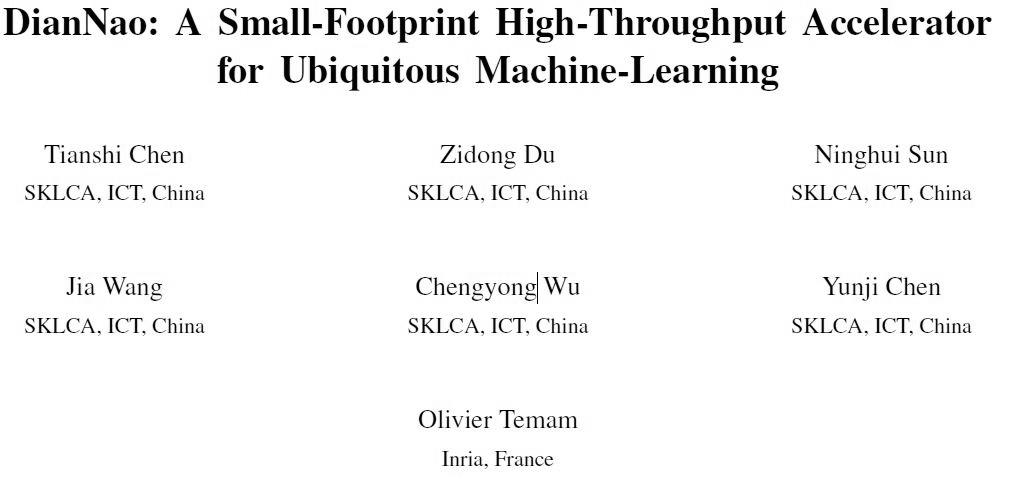 DianNao: A Small-Footprint High-Throughput Accelerator
for Ubiquitous Machine-Learning
Tianshi Chen
SKLCA, ICT, China
Zidong Du
SKLCA, ICT, China
Ninghui Sun
SKLCA, ICT, China
Jia Wang
SKLCA, ICT, China
Chengyong Wu
SKLCA, ICT, China
Yunji Chen
SKLCA, ICT, China
Olivier Temam
Inria, France